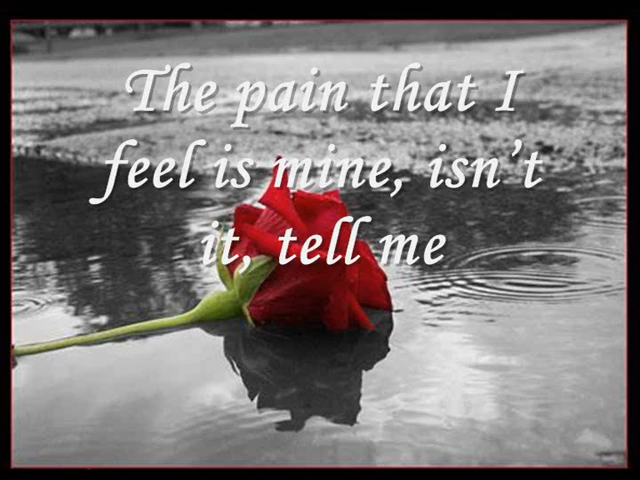 The pain that I
feel is mine, isn’t
it, tell me